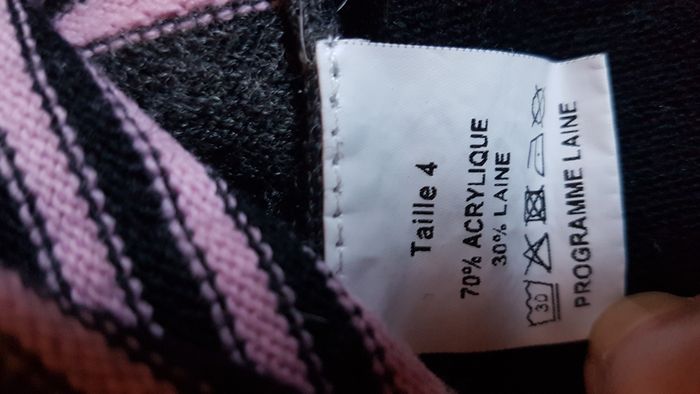 Taille 4
70% ACRYLIQUE
30% LAINE
30
PROGRAMME LAINE